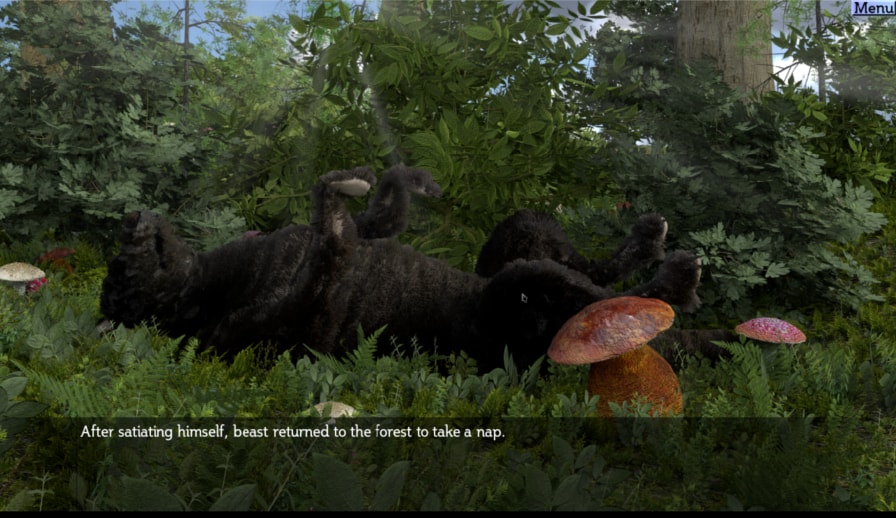 Menu
After satiating himself, beast returned to the forest to take a nap.